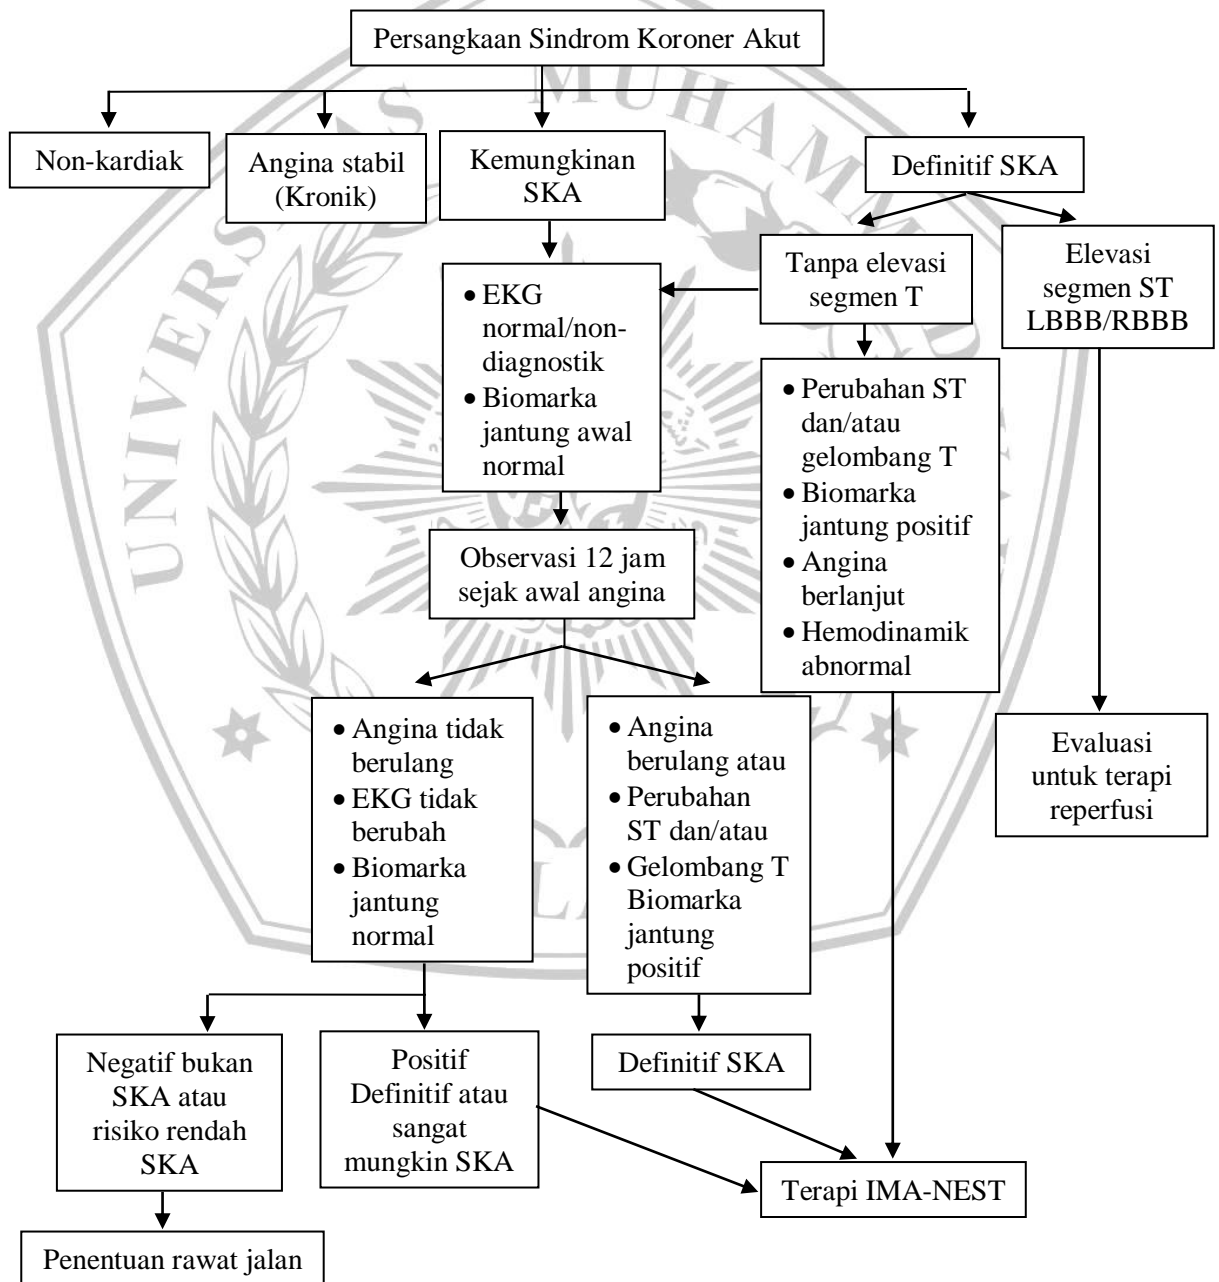 Persangkaan Sindrom Koroner Akut
Non-kardiak
Angina stabil
(Kronik)
Kemungkinan
SKA
Definitif SKA
Tanpa elevasi
segmen T
Elevasi
segmen ST
LBBB/RBBB
• EKG
normal/non-
diagnostik
• Biomarka
jantung awal
normal
• Perubahan ST
dan/atau
gelombang T
• Biomarka
jantung positif
• Angina
berlanjut
• Hemodinamik
abnormal
Observasi 12 jam
sejak awal angina
• Angina tidak
berulang
• EKG tidak
berubah
• Biomarka
jantung
normal
• Angina
berulang atau
• Perubahan
ST dan/atau
• Gelombang T
Biomarka
jantung
positif
Evaluasi
untuk terapi
reperfusi
Negatif bukan
SKA atau
risiko rendah
SKA
Positif
Definitif atau
sangat
mungkin SKA
Definitif SKA
Terapi IMA-NEST
Penentuan rawat jalan
UNIVERSITAS MUHAMMAD